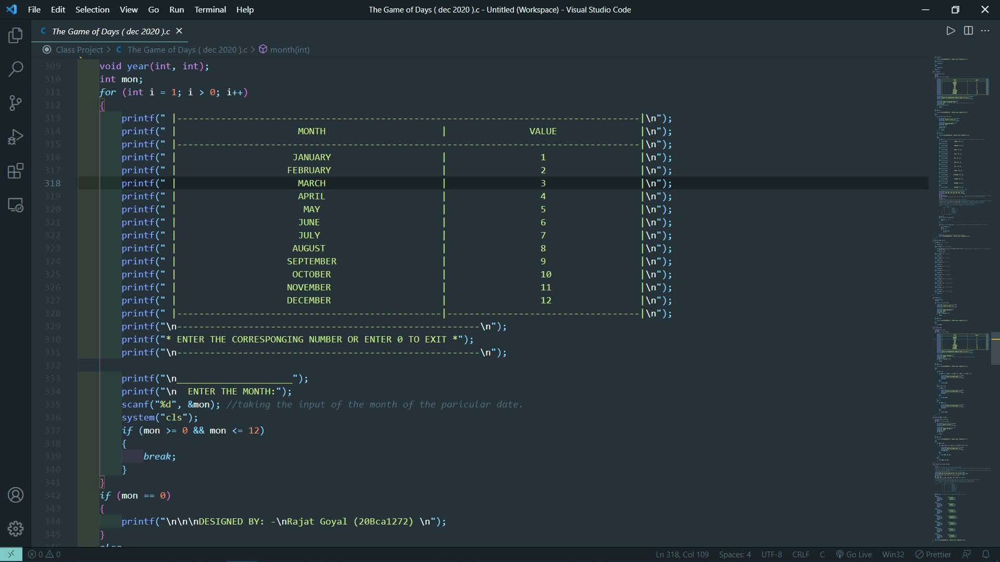 File Edit Selection View Go Run Terminal Help The Game of Days ( dec 2020 ).c - Untitled (Workspace) - Visual Studio Code
C The Game of Days ( dec 2020 ).c
Class Project > C The Game of Days ( dec 2020 ).c > month(int)
309 void year(int, int);
310 int mon;
311 for (int i = 1; i > 0; i++)
312 {
313 printf(" |------------------------------------------------------------------------------------|\n");
314 printf(" | MONTH | VALUE |\n");
315 printf(" |------------------------------------------------------------------------------------|\n");
316 printf(" | JANUARY | 1 |\n");
317 printf(" | FEBRUARY | 2 |\n");
318 printf(" | MARCH | 3 |\n");
319 printf(" | APRIL | 4 |\n");
320 printf(" | MAY | 5 |\n");
321 printf(" | JUNE | 6 |\n");
322 printf(" | JULY | 7 |\n");
323 printf(" | AUGUST | 8 |\n");
324 printf(" | SEPTEMBER | 9 |\n");
325 printf(" | OCTOBER | 10 |\n");
326 printf(" | NOVEMBER | 11 |\n");
327 printf(" | DECEMBER | 12 |\n");
328 printf(" |------------------------------------------------|-----------------------------------|\n");
329 printf("\n-------------------------------------------------------\n");
330 printf("* ENTER THE CORRESPONGING NUMBER OR ENTER 0 TO EXIT *");
331 printf("\n-------------------------------------------------------\n");
332
333 printf("\n_____________________");
334 printf("\n  ENTER THE MONTH:");
335 scanf("%d", &mon); //taking the input of the month of the paricular date.
336 system("cls");
337 if (mon >= 0 && mon <= 12)
338 {
339 break;
340 }
341 }
342 if (mon == 0)
343 {
344 printf("\n\n\nDESIGNED BY: -\nRajat Goyal (20Bca1272) \n");
345 }
else
0 0 Ln 318, Col 109 Spaces: 4 UTF-8 CRLF C Go Live Win32 Prettier